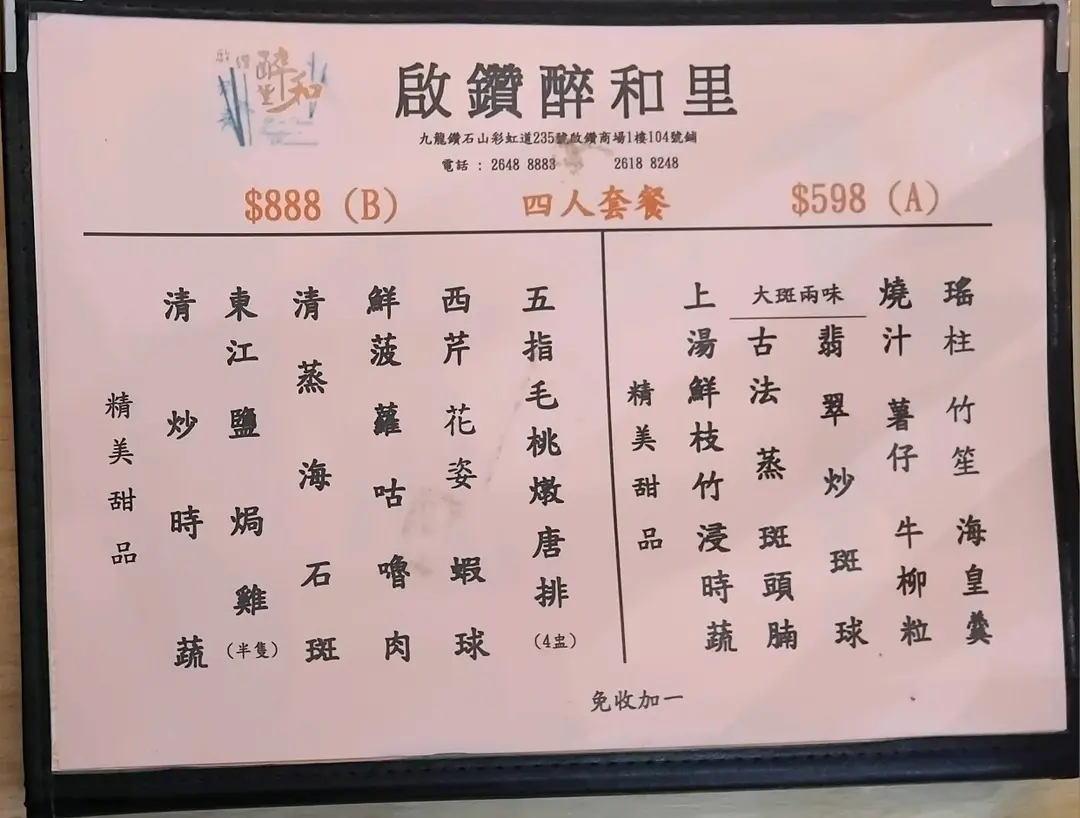 啟鑽醉和里
啟鑽醉和里
九龍鑽石山彩虹道235號啟鑽商場1樓104號鋪
電話 : 2648 8883 2618 8248
$888 (B) 四人套餐 $598 (A)
瑤柱竹笙海皇羹
燒汁薯仔牛柳粒
大斑兩味
翡翠炒斑球
古法蒸斑頭腩
上湯鮮枝竹浸時蔬
精美甜品
五指毛桃燉唐排(4盅)
西芹花姿蝦球
鮮菠蘿咕嚕肉
清蒸海石斑
東江鹽焗雞(半隻)
清炒時蔬
精美甜品
免收加一